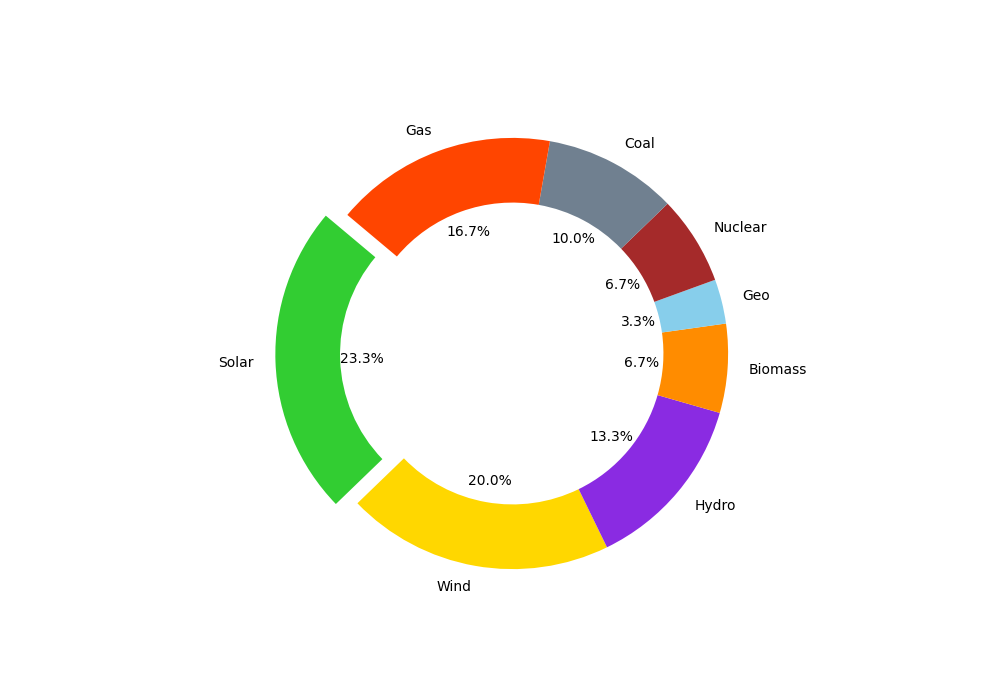 Gas
Coal
16.7%
10.0%
Nuclear
6.7%
Geo
3.3%
Solar
23.3%
6.7%
Biomass
13.3%
20.0%
Hydro
Wind